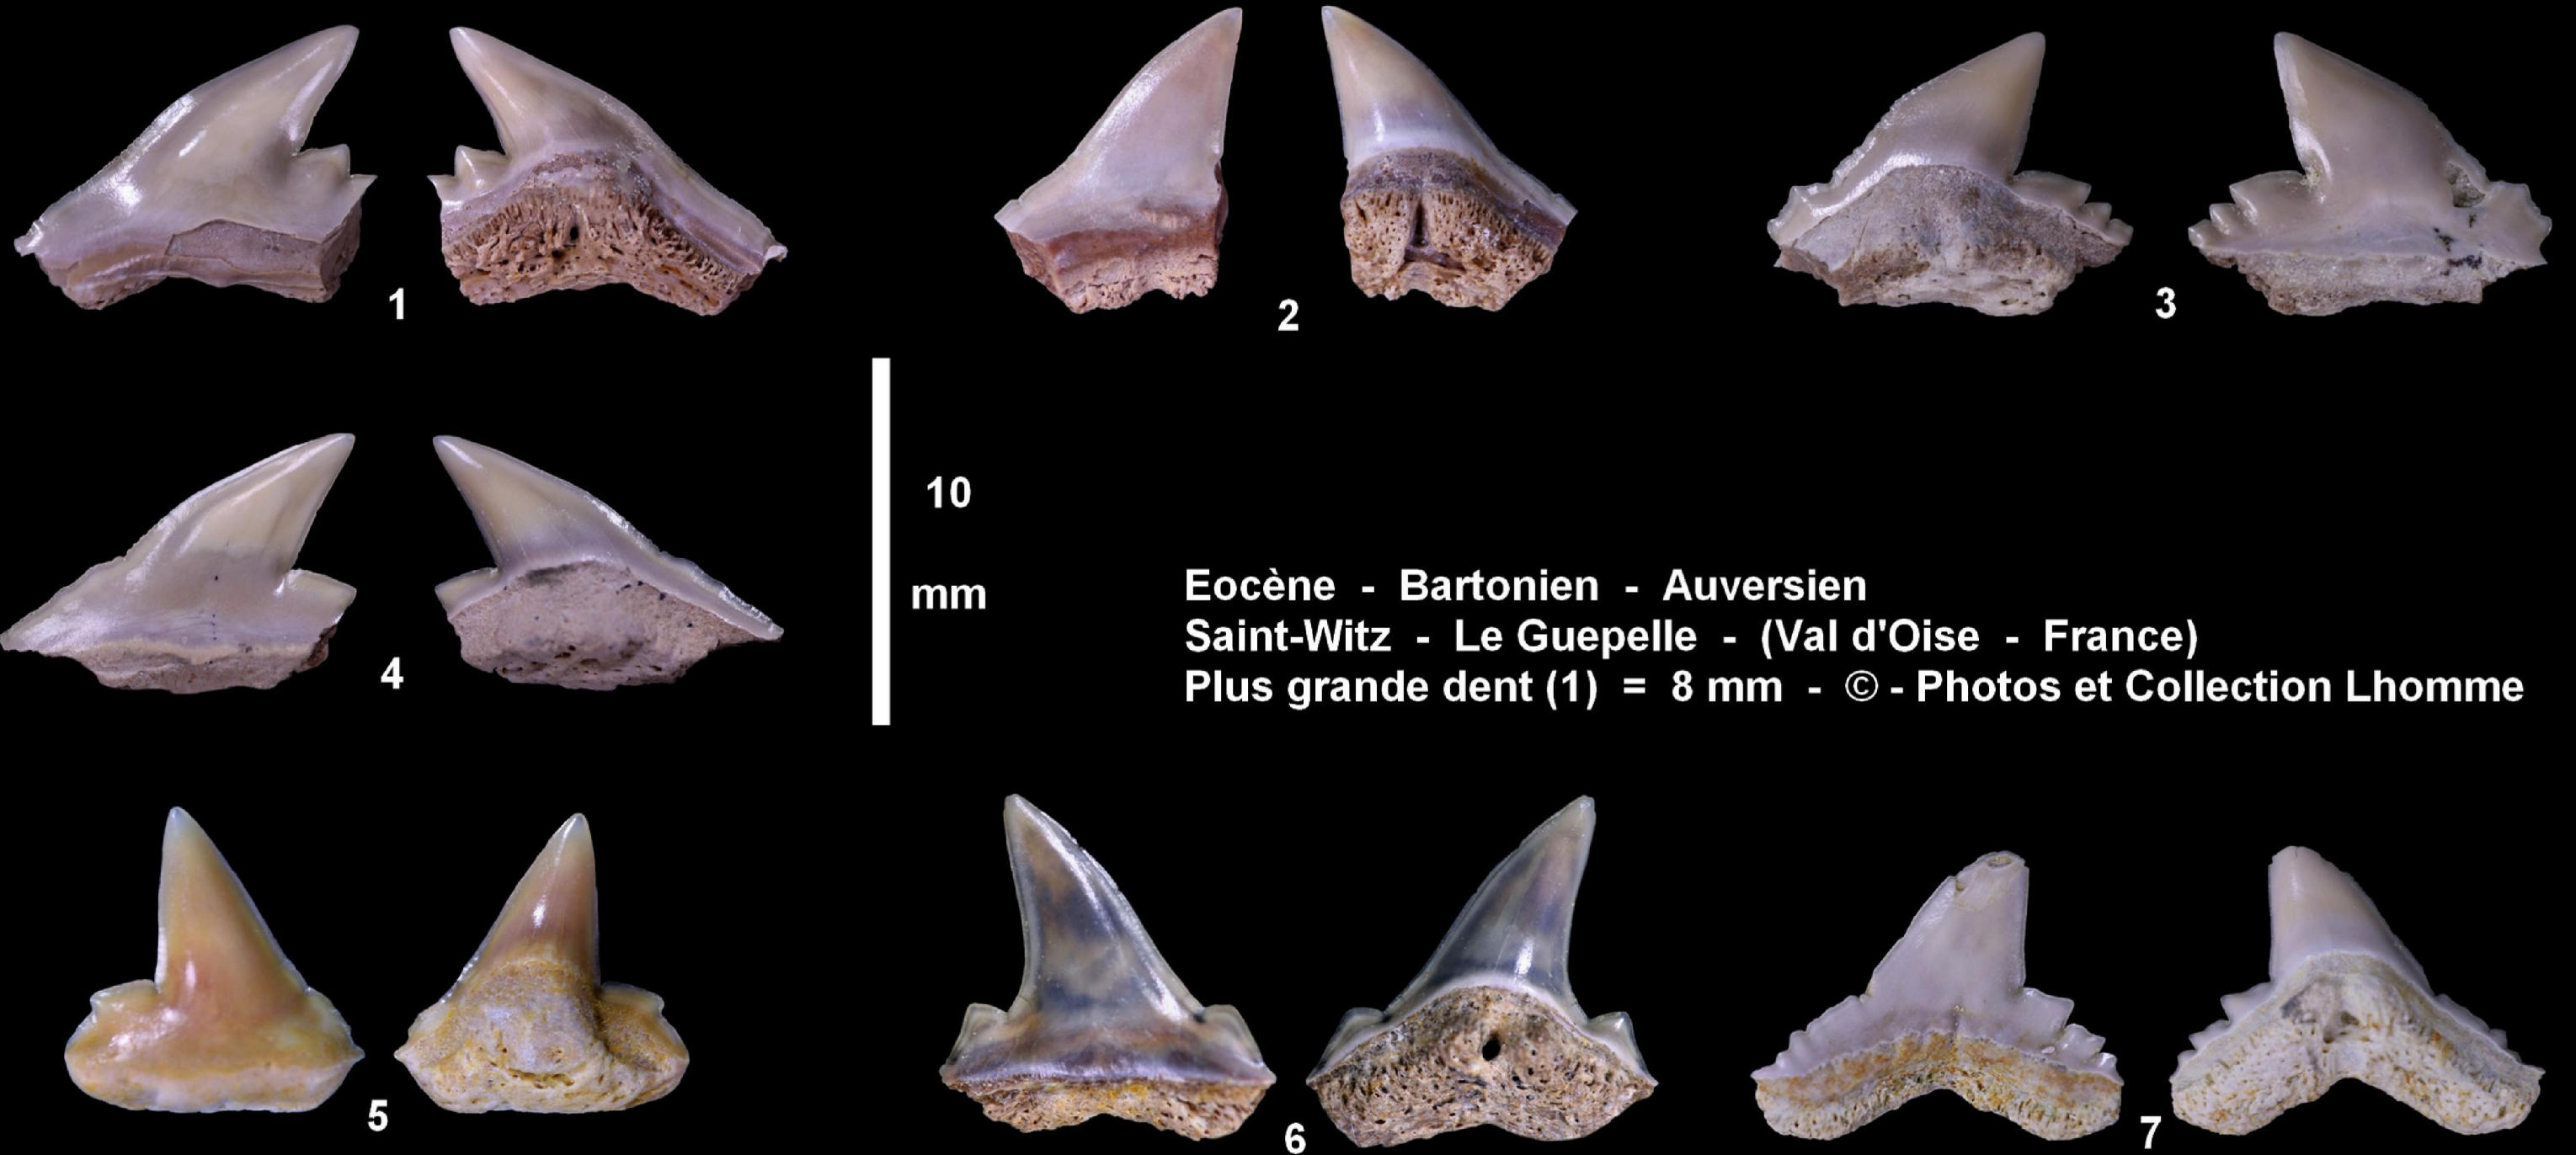 1
2
3
10
mm
4
Eocène - Bartonien - Auversien
Saint-Witz - Le Guepelle - (Val d'Oise - France)
Plus grande dent (1) = 8 mm - © - Photos et Collection Lhomme
5
6
7